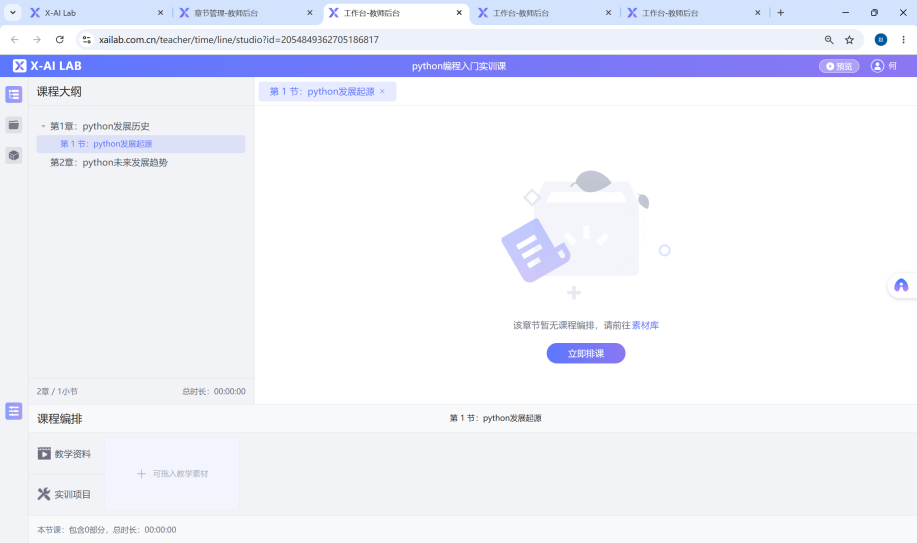 X-AI Lab
章节管理-教师后台
工作台-教师后台
工作台-教师后台
工作台-教师后台
xailab.com.cn/teacher/time/line/studio?id=2054849362705186817
X-AI LAB
python编程入门实训课
预览
何
课程大纲
第 1 节：python发展起源
第1章：python发展历史
第 1 节：python发展起源
第2章：python未来发展趋势
该章节暂无课程编排，请前往素材库
立即排课
2章 / 1小节
总时长：00:00:00
课程编排
第 1 节：python发展起源
教学资料
可拖入教学素材
实训项目
本节课：包含0部分，总时长：00:00:00